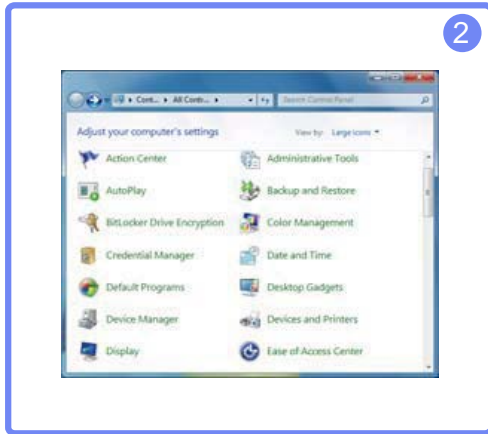 2
Cont... All Contr...
Search Control Panel
Adjust your computer's settings
View by: Large icons
Action Center Administrative Tools
AutoPlay Backup and Restore
BitLocker Drive Encryption Color Management
Credential Manager Date and Time
Default Programs Desktop Gadgets
Device Manager Devices and Printers
Display Ease of Access Center